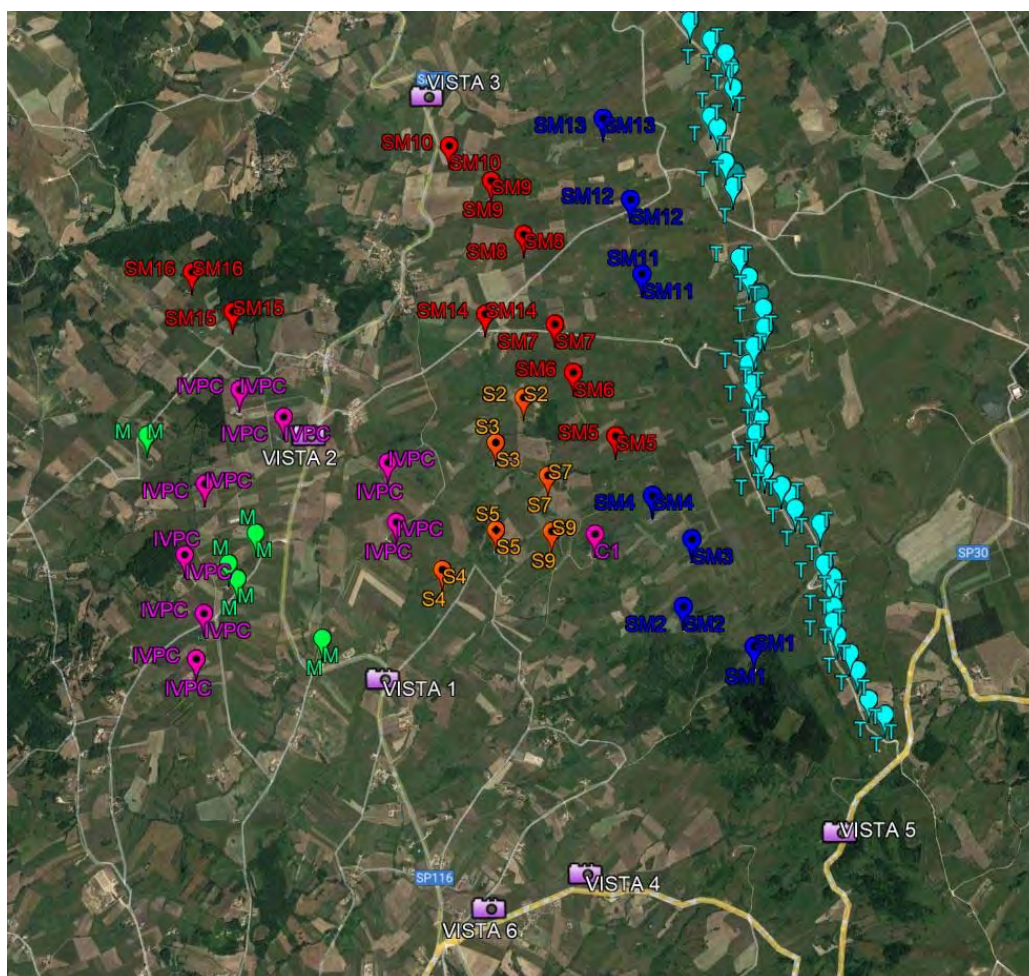 T
T
T
T
T
VISTA 3
T
T
SM13 SM13
T
SM10
SM10
T
T
SM9
SM9
T
SM12
SM12
T
SM8
SM8
T
T
SM16 SM16
SM11
SM11
T
T
SM15
SM15
SM14 SM14
T
T
SM7 SM7
T
T
SM6
SM6
T
T
IVPC IVPC
S2 S2
T
T
IVPC IVPC
M M
S3
S3
SM5 SM5
T
T
VISTA 2
IVPC
IVPC
S7
S7
T
T
IVPC IVPC
SM4 SM4
T
T
IVPC
IVPC
S5
S5
S9
S9
C1
SM3
T
M
M
IVPC
IVPC
SP30
T
T
S4
S4
M
M
T
T
IVPC
IVPC
SM2 SM2
T
T
M M
SM1
SM1
T
T
IVPC
IVPC
VISTA 1
T
T
T
T
VISTA 5
SP116
VISTA 4
VISTA 6